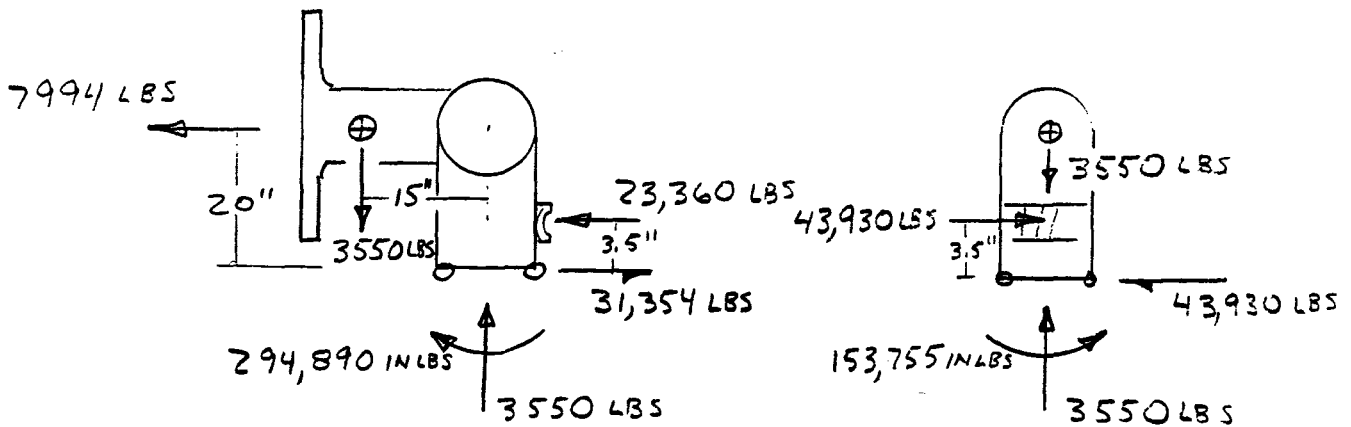 7994 LBS
20"
15"
3550 LBS
23,360 LBS
3.5"
31,354 LBS
294,890 IN LBS
3550 LBS
3550 LBS
43,930 LBS
3.5"
43,930 LBS
153,755 IN LBS
3550 LBS